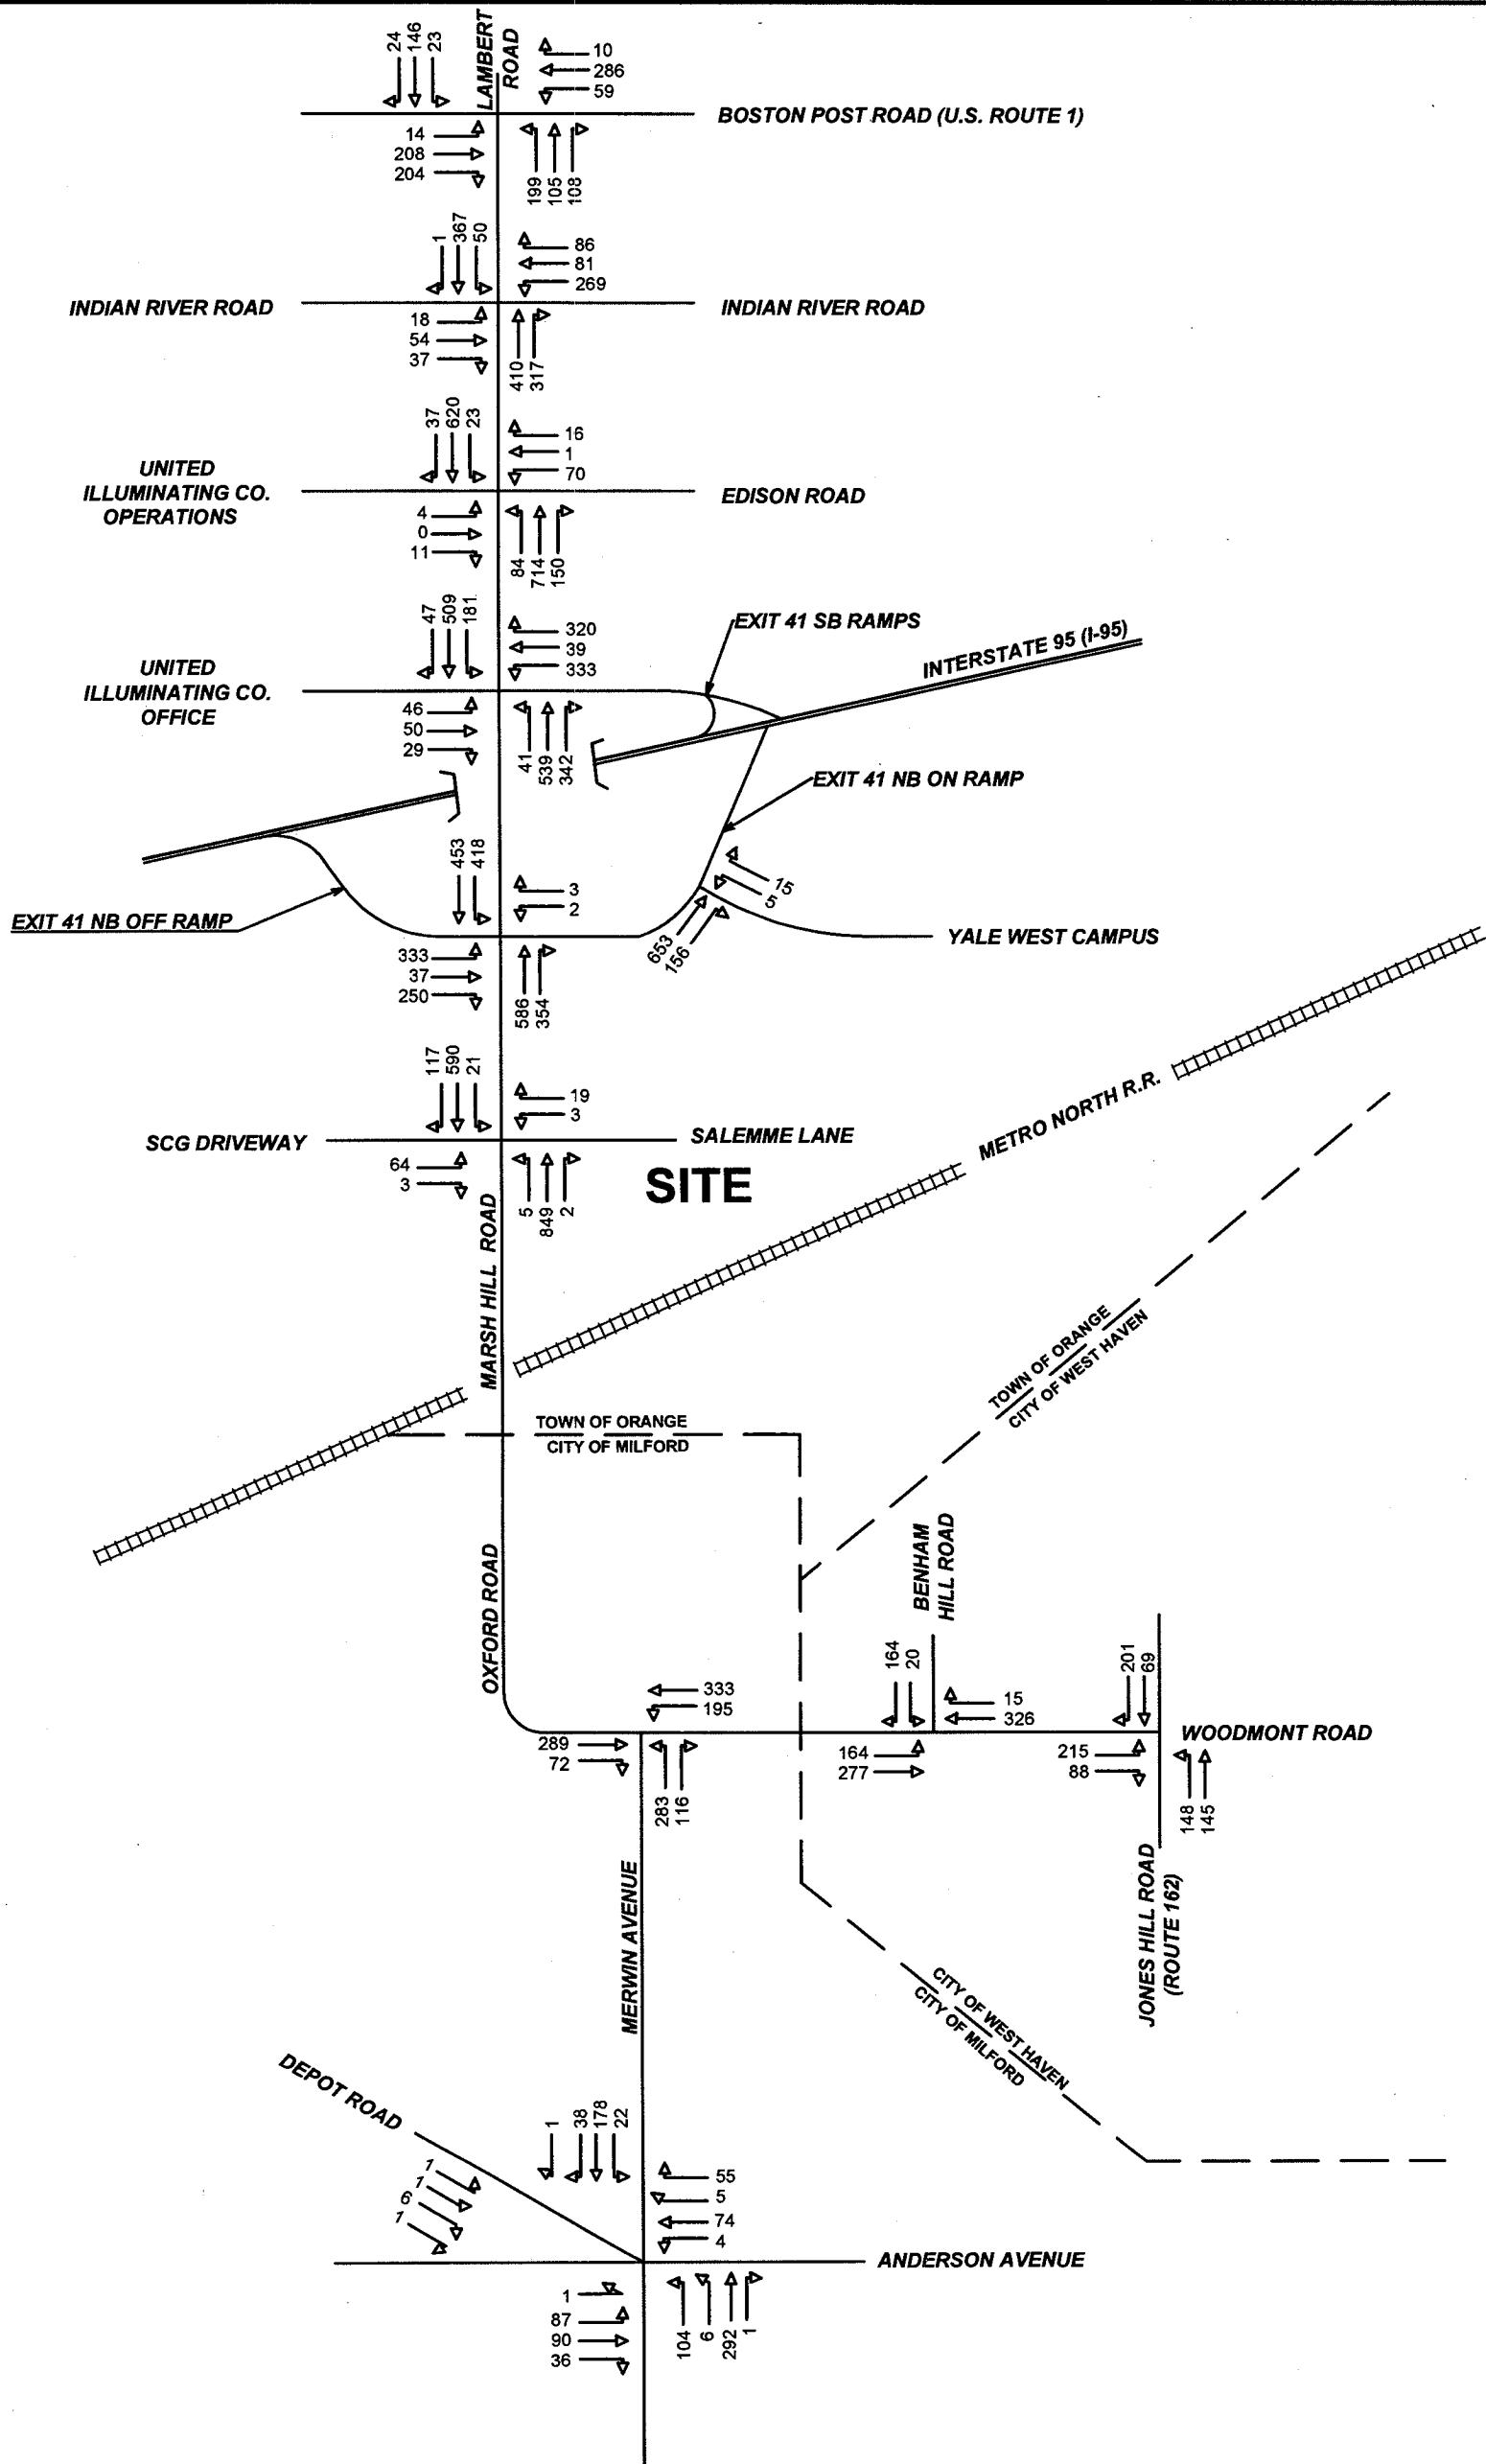 24
146
23
LAMBERT
ROAD
10
286
59
BOSTON POST ROAD (U.S. ROUTE 1)
14
208
204
199
105
108
1
367
50
86
81
269
INDIAN RIVER ROAD
INDIAN RIVER ROAD
18
54
37
410
317
37
620
23
16
1
70
UNITED
ILLUMINATING CO.
OPERATIONS
EDISON ROAD
4
0
11
84
714
150
47
509
181
320
39
333
EXIT 41 SB RAMPS
INTERSTATE 95 (I-95)
UNITED
ILLUMINATING CO.
OFFICE
46
50
29
41
539
342
EXIT 41 NB ON RAMP
453
418
3
2
15
5
EXIT 41 NB OFF RAMP
653
156
YALE WEST CAMPUS
333
37
250
586
354
117
590
21
19
3
SCG DRIVEWAY
SALEMME LANE
64
3
5
849
2
SITE
METRO NORTH R.R.
MARSH HILL ROAD
TOWN OF ORANGE
CITY OF WEST HAVEN
TOWN OF ORANGE
CITY OF MILFORD
OXFORD ROAD
BENHAM
HILL ROAD
333
195
164
20
15
326
201
69
WOODMONT ROAD
289
72
283
116
164
277
215
88
148
145
MERWIN AVENUE
JONES HILL ROAD
(ROUTE 162)
CITY OF WEST HAVEN
CITY OF MILFORD
DEPOT ROAD
1
38
178
22
1
1
6
1
55
5
74
4
ANDERSON AVENUE
1
87
90
36
104
6
292
1